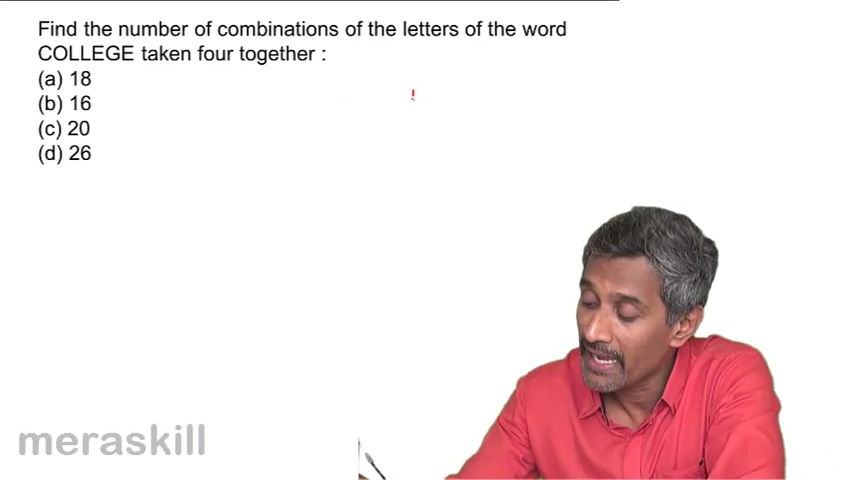 Find the number of combinations of the letters of the word
COLLEGE taken four together :
(a) 18
(b) 16
(c) 20
(d) 26
meraskill